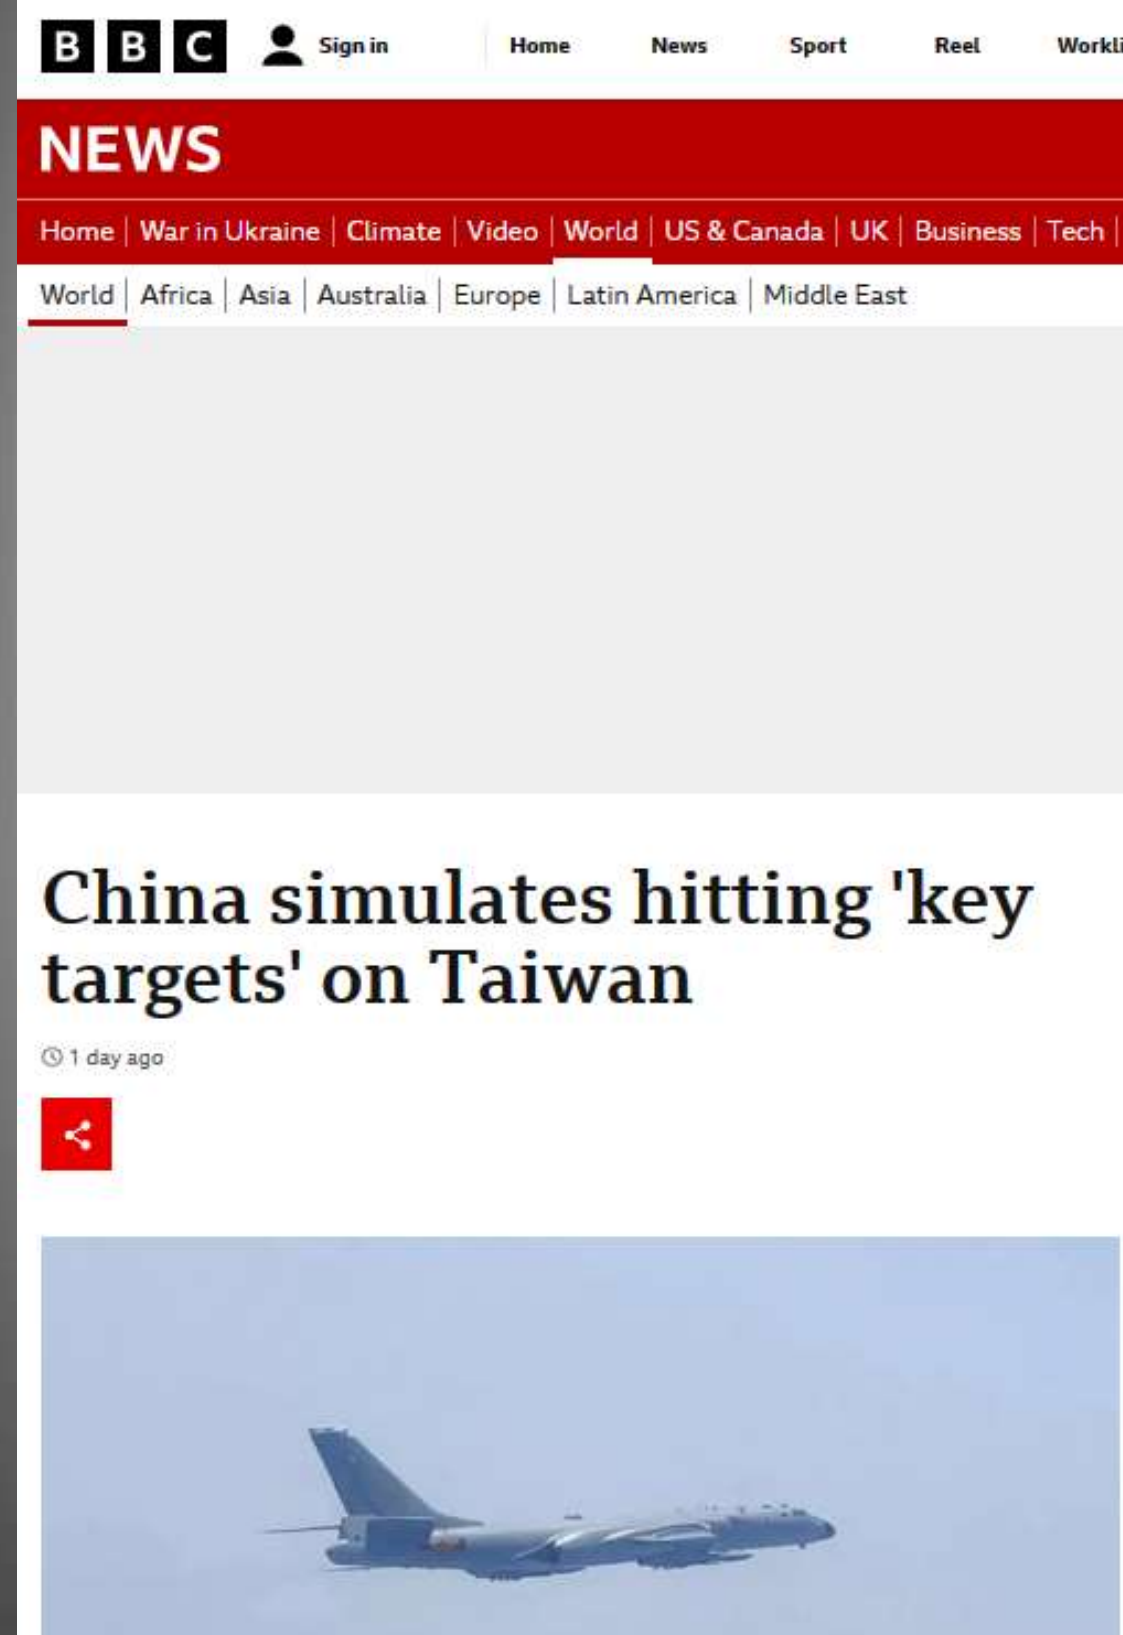 BBC Sign in Home News Sport Reel Workli
NEWS
Home War in Ukraine Climate Video World US & Canada UK Business Tech
World Africa Asia Australia Europe Latin America Middle East
China simulates hitting 'key
targets' on Taiwan
1 day ago